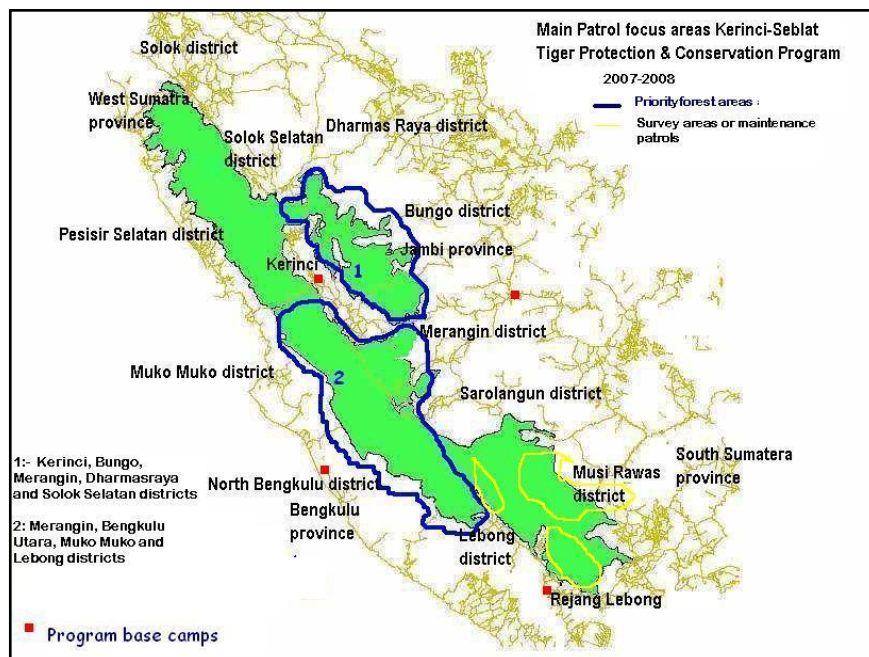 Main Patrol focus areas Kerinci-Seblat
Tiger Protection & Conservation Program
2007-2008
Priority forest areas :
Survey areas or maintenance
patrols
Solok district
West Sumatra
province
Solok Selatan
district
Dharmas Raya district
Bungo district
Pesisir Selatan district
Jambi province
Kerinci
1
Merangin district
Muko Muko district
2
Sarolangun district
1:- Kerinci, Bungo,
Merangin, Dharmasraya
and Solok Selatan districts
South Sumatera
province
Musi Rawas
district
North Bengkulu district
Bengkulu
province
2: Merangin, Bengkulu
Utara, Muko Muko and
Lebong districts
Lebong
district
Rejang Lebong
Program base camps